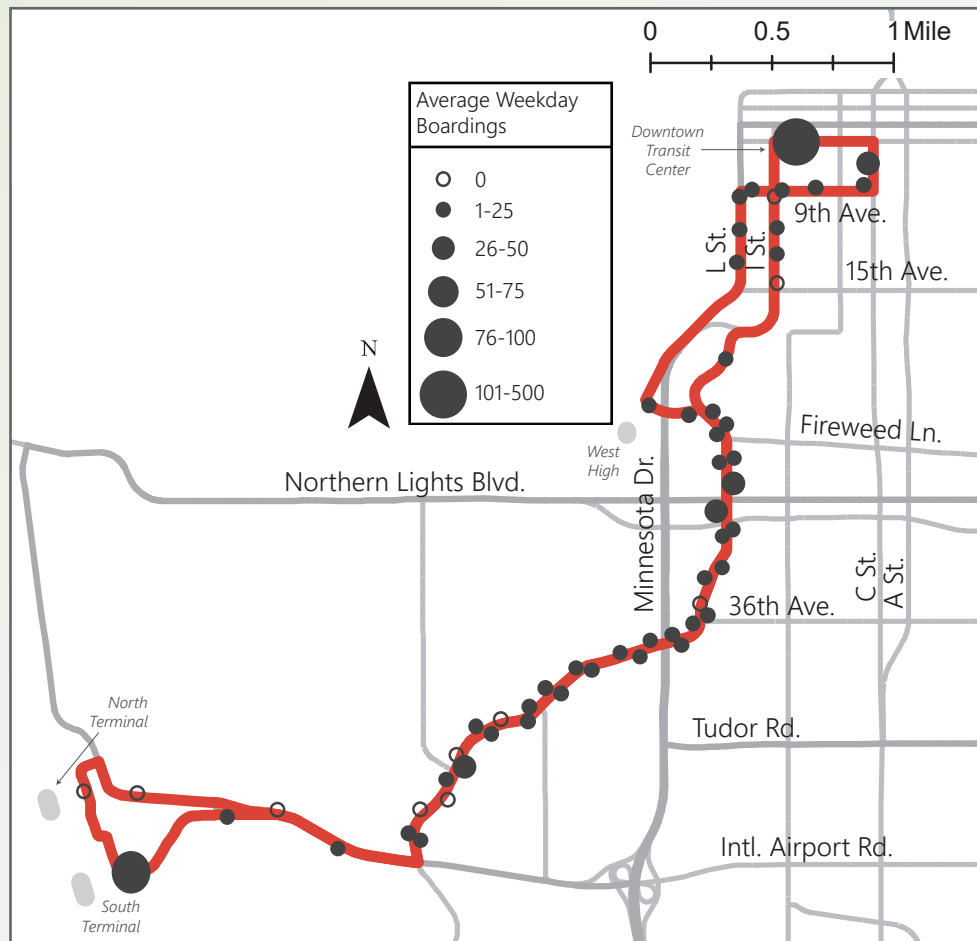 0 0.5 1 Mile
Average Weekday
Boardings
0
1-25
26-50
51-75
76-100
101-500
Downtown
Transit
Center
9th Ave.
L St.
I St.
15th Ave.
N
West
High
Fireweed Ln.
Northern Lights Blvd.
Minnesota Dr.
C St.
A St.
36th Ave.
North
Terminal
Tudor Rd.
Intl. Airport Rd.
South
Terminal